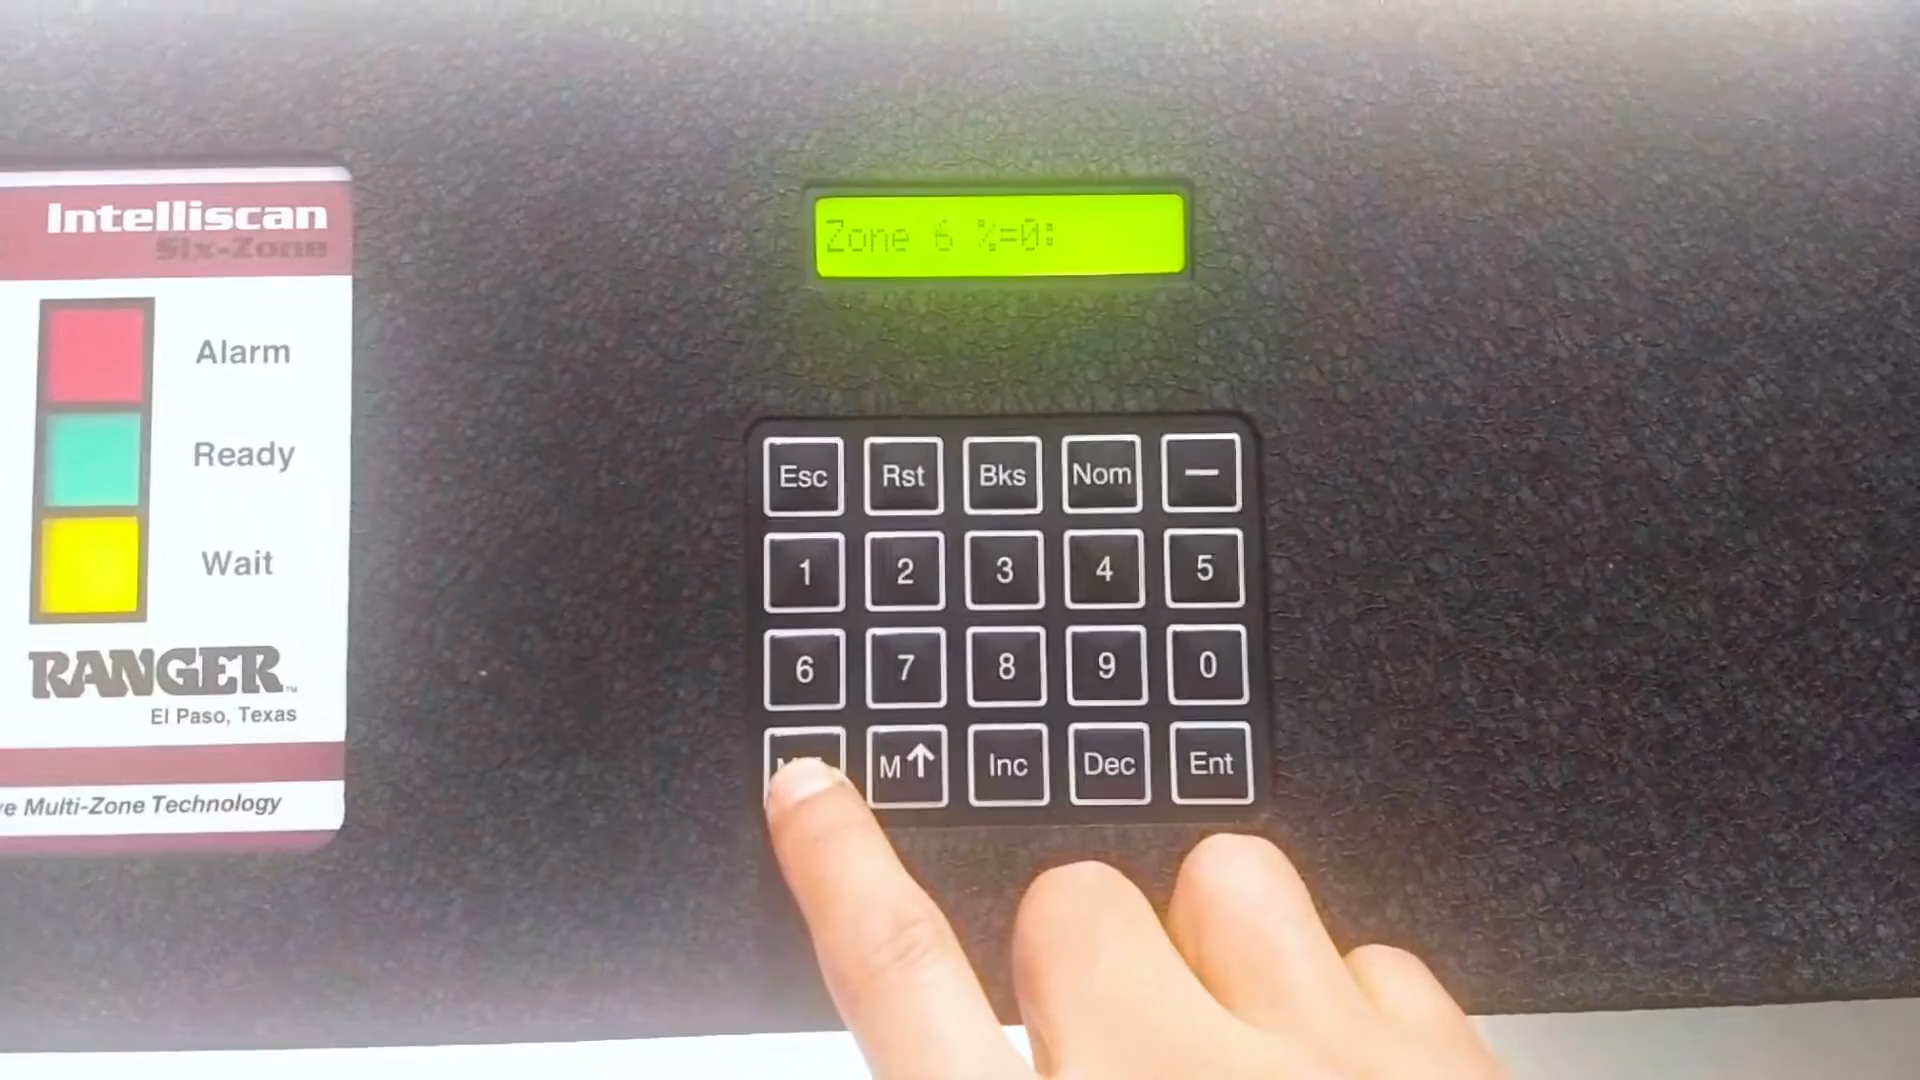 Intelliscan
Six-Zone
Alarm
Ready
Wait
RANGER™
El Paso, Texas
Multi-Zone Technology
Zone 6 %=0:
Esc Rst Bks Nom —
1 2 3 4 5
6 7 8 9 0
M↑ Inc Dec Ent